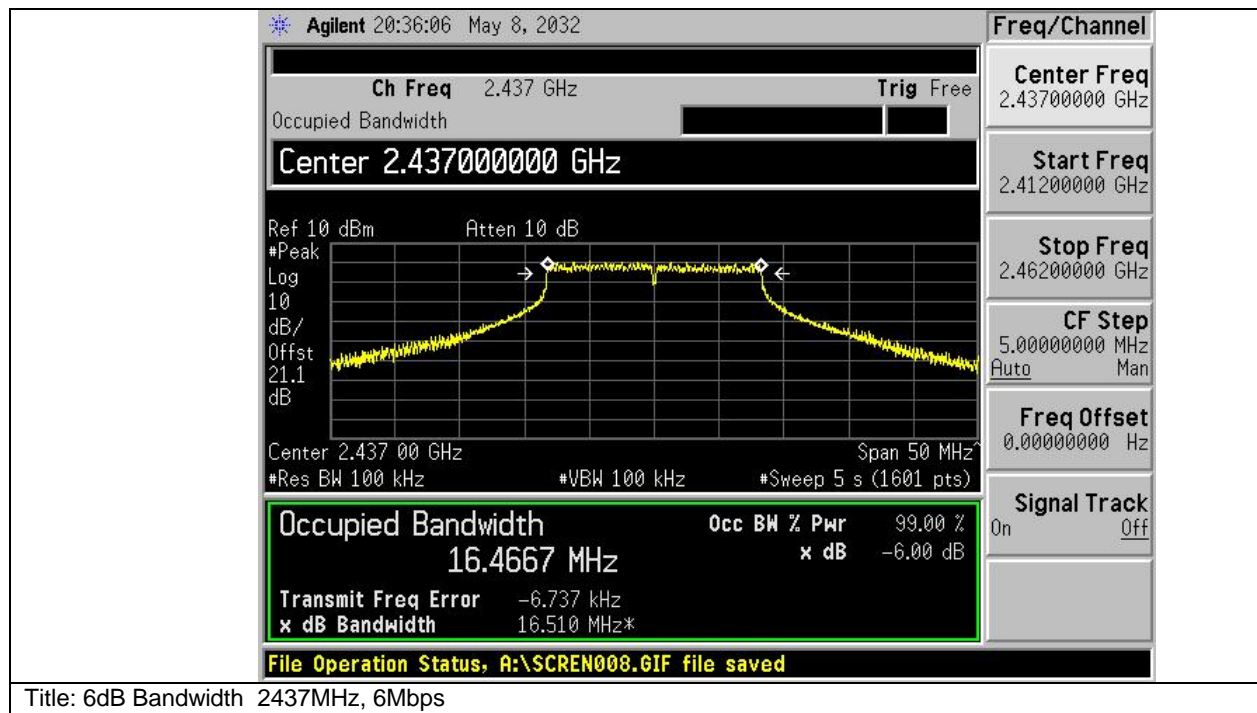 Agilent 20:36:06 May 8, 2032
Freq/Channel
Ch Freq 2.437 GHz Trig Free
Occupied Bandwidth
Center 2.437000000 GHz
Ref 10 dBm Atten 10 dB
#Peak
Log
10
dB/
Offst
21.1
dB
Center 2.437 00 GHz Span 50 MHz^
#Res BW 100 kHz #VBW 100 kHz #Sweep 5 s (1601 pts)
Occupied Bandwidth
16.4667 MHz
Occ BW % Pwr 99.00 %
x dB -6.00 dB
Transmit Freq Error -6.737 kHz
x dB Bandwidth 16.510 MHz*
File Operation Status, A:\SCREN008.GIF file saved
Center Freq
2.43700000 GHz
Start Freq
2.41200000 GHz
Stop Freq
2.46200000 GHz
CF Step
5.00000000 MHz
Auto Man
Freq Offset
0.00000000 Hz
Signal Track
On Off
Title: 6dB Bandwidth 2437MHz, 6Mbps